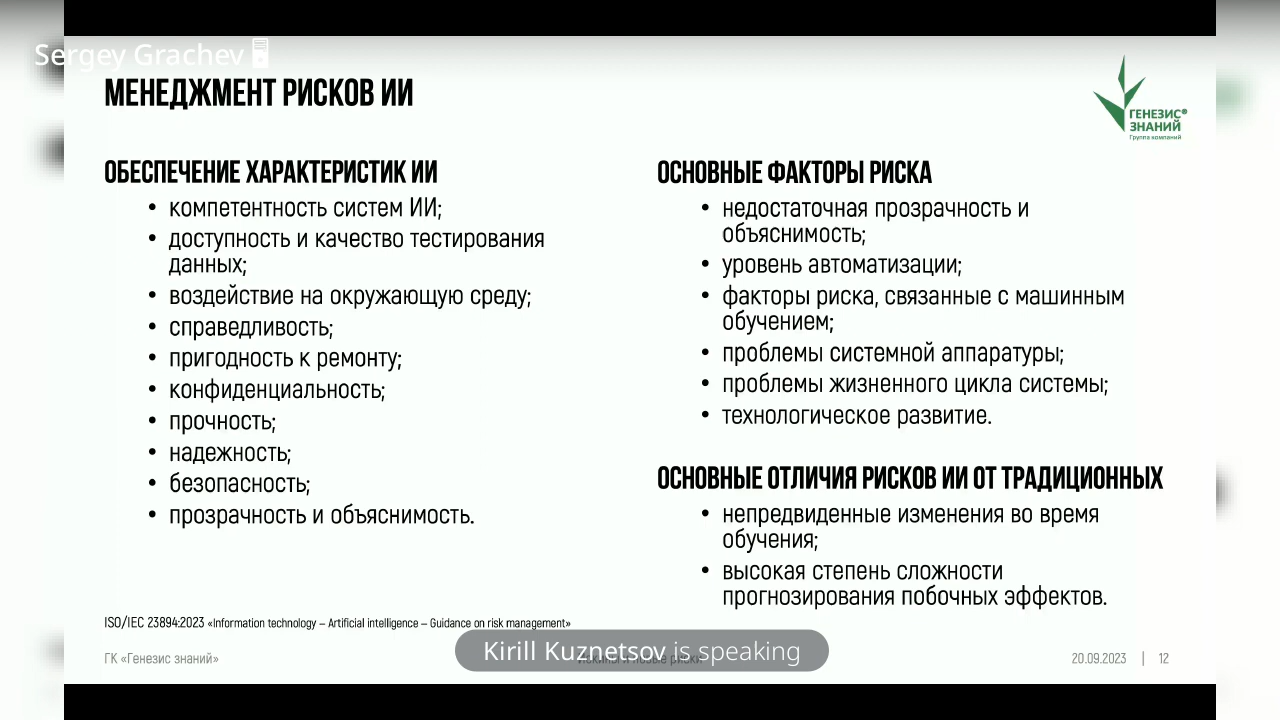 Sergey Grachev
МЕНЕДЖМЕНТ РИСКОВ ИИ
ГЕНЕЗИС®
ЗНАНИЙ
Группа компаний
ОБЕСПЕЧЕНИЕ ХАРАКТЕРИСТИК ИИ
• компетентность систем ИИ;
• доступность и качество тестирования
данных;
• воздействие на окружающую среду;
• справедливость;
• пригодность к ремонту;
• конфиденциальность;
• прочность;
• надежность;
• безопасность;
• прозрачность и объяснимость.
ОСНОВНЫЕ ФАКТОРЫ РИСКА
• недостаточная прозрачность и
объяснимость;
• уровень автоматизации;
• факторы риска, связанные с машинным
обучением;
• проблемы системной аппаратуры;
• проблемы жизненного цикла системы;
• технологическое развитие.
ОСНОВНЫЕ ОТЛИЧИЯ РИСКОВ ИИ ОТ ТРАДИЦИОННЫХ
• непредвиденные изменения во время
обучения;
• высокая степень сложности
прогнозирования побочных эффектов.
ISO/IEC 23894:2023 «Information technology – Artificial intelligence – Guidance on risk management»
Kirill Kuznetsov is speaking
ГК «Генезис знаний»
20.09.2023 | 12